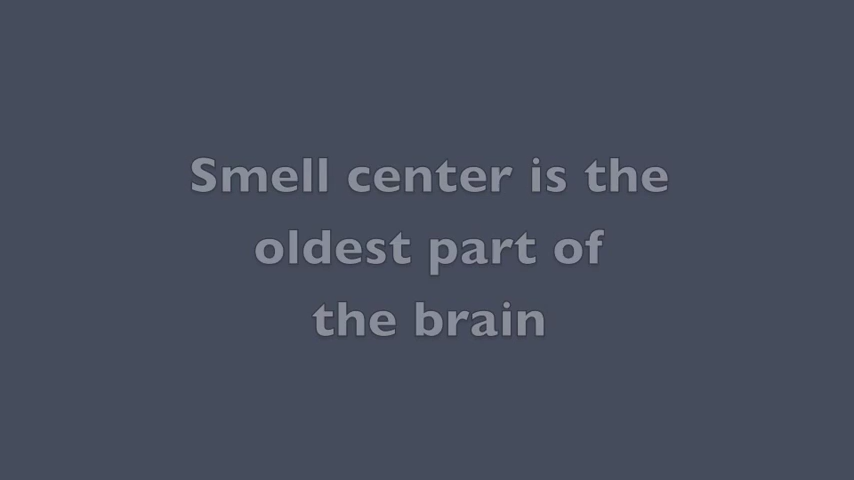 Smell center is the
oldest part of
the brain